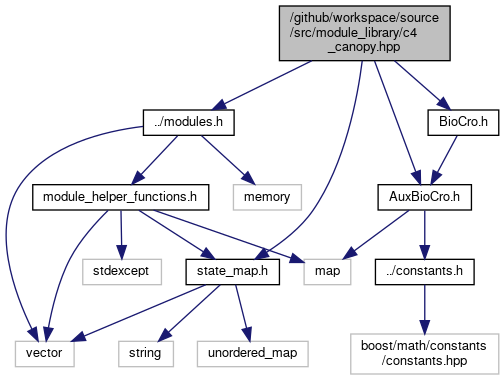 /github/workspace/source
/src/module_library/c4
_canopy.hpp
../modules.h
BioCro.h
module_helper_functions.h
memory
AuxBioCro.h
stdexcept
state_map.h
map
../constants.h
vector
string
unordered_map
boost/math/constants
/constants.hpp